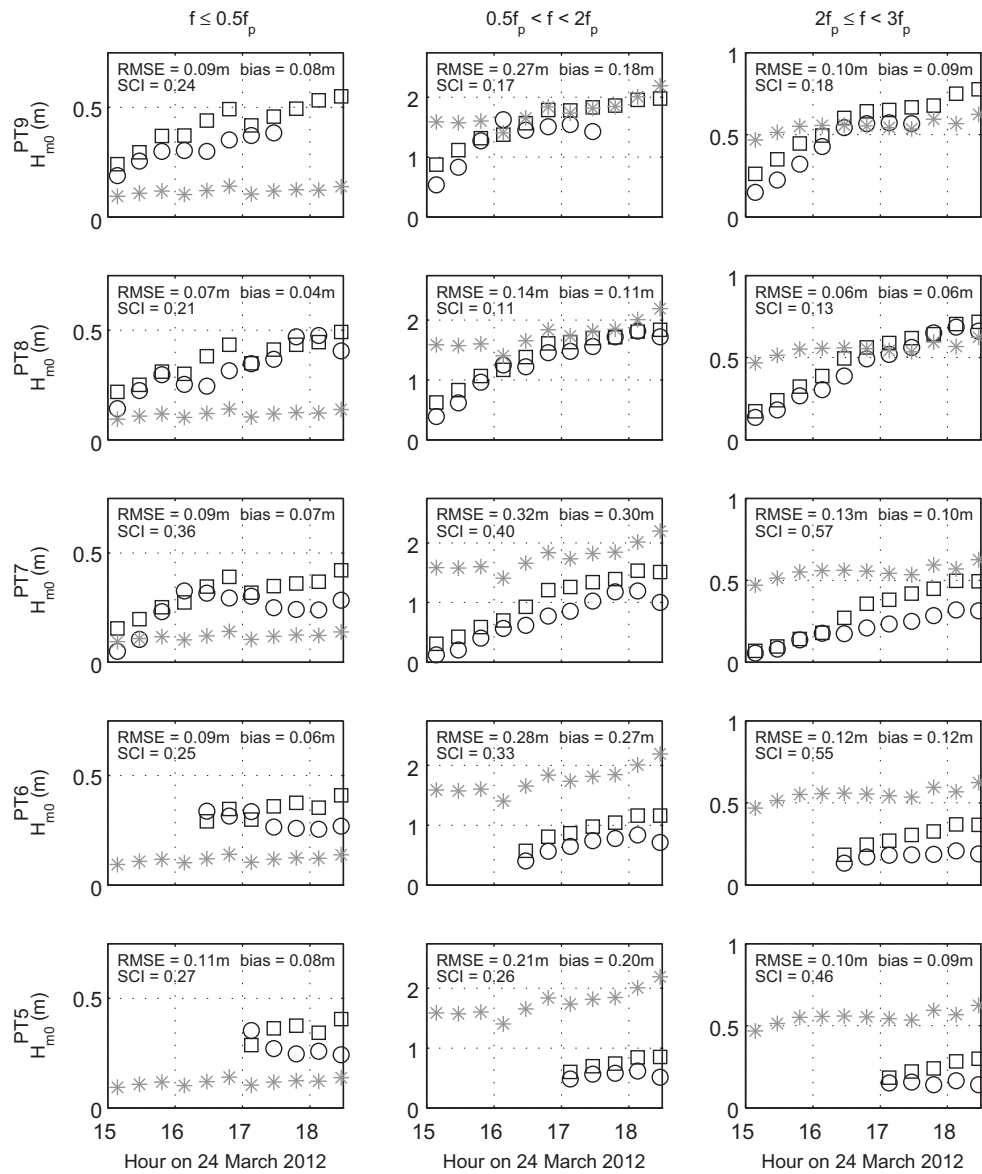 f ≤ 0.5f_p
0.5f_p < f < 2f_p
2f_p ≤ f < 3f_p
PT9
H_m0 (m)
0.5
0
RMSE = 0.09m bias = 0.08m
SCI = 0.24
2
1
0
RMSE = 0.27m bias = 0.18m
SCI = 0.17
1
0.5
0
RMSE = 0.10m bias = 0.09m
SCI = 0.18
PT8
H_m0 (m)
0.5
0
RMSE = 0.07m bias = 0.04m
SCI = 0.21
2
1
0
RMSE = 0.14m bias = 0.11m
SCI = 0.11
1
0.5
0
RMSE = 0.06m bias = 0.06m
SCI = 0.13
PT7
H_m0 (m)
0.5
0
RMSE = 0.09m bias = 0.07m
SCI = 0.36
2
1
0
RMSE = 0.32m bias = 0.30m
SCI = 0.40
1
0.5
0
RMSE = 0.13m bias = 0.10m
SCI = 0.57
PT6
H_m0 (m)
0.5
0
RMSE = 0.09m bias = 0.06m
SCI = 0.25
2
1
0
RMSE = 0.28m bias = 0.27m
SCI = 0.33
1
0.5
0
RMSE = 0.12m bias = 0.12m
SCI = 0.55
PT5
H_m0 (m)
0.5
0
RMSE = 0.11m bias = 0.08m
SCI = 0.27
2
1
0
RMSE = 0.21m bias = 0.20m
SCI = 0.26
1
0.5
0
RMSE = 0.10m bias = 0.09m
SCI = 0.46
15 16 17 18
15 16 17 18
15 16 17 18
Hour on 24 March 2012
Hour on 24 March 2012
Hour on 24 March 2012